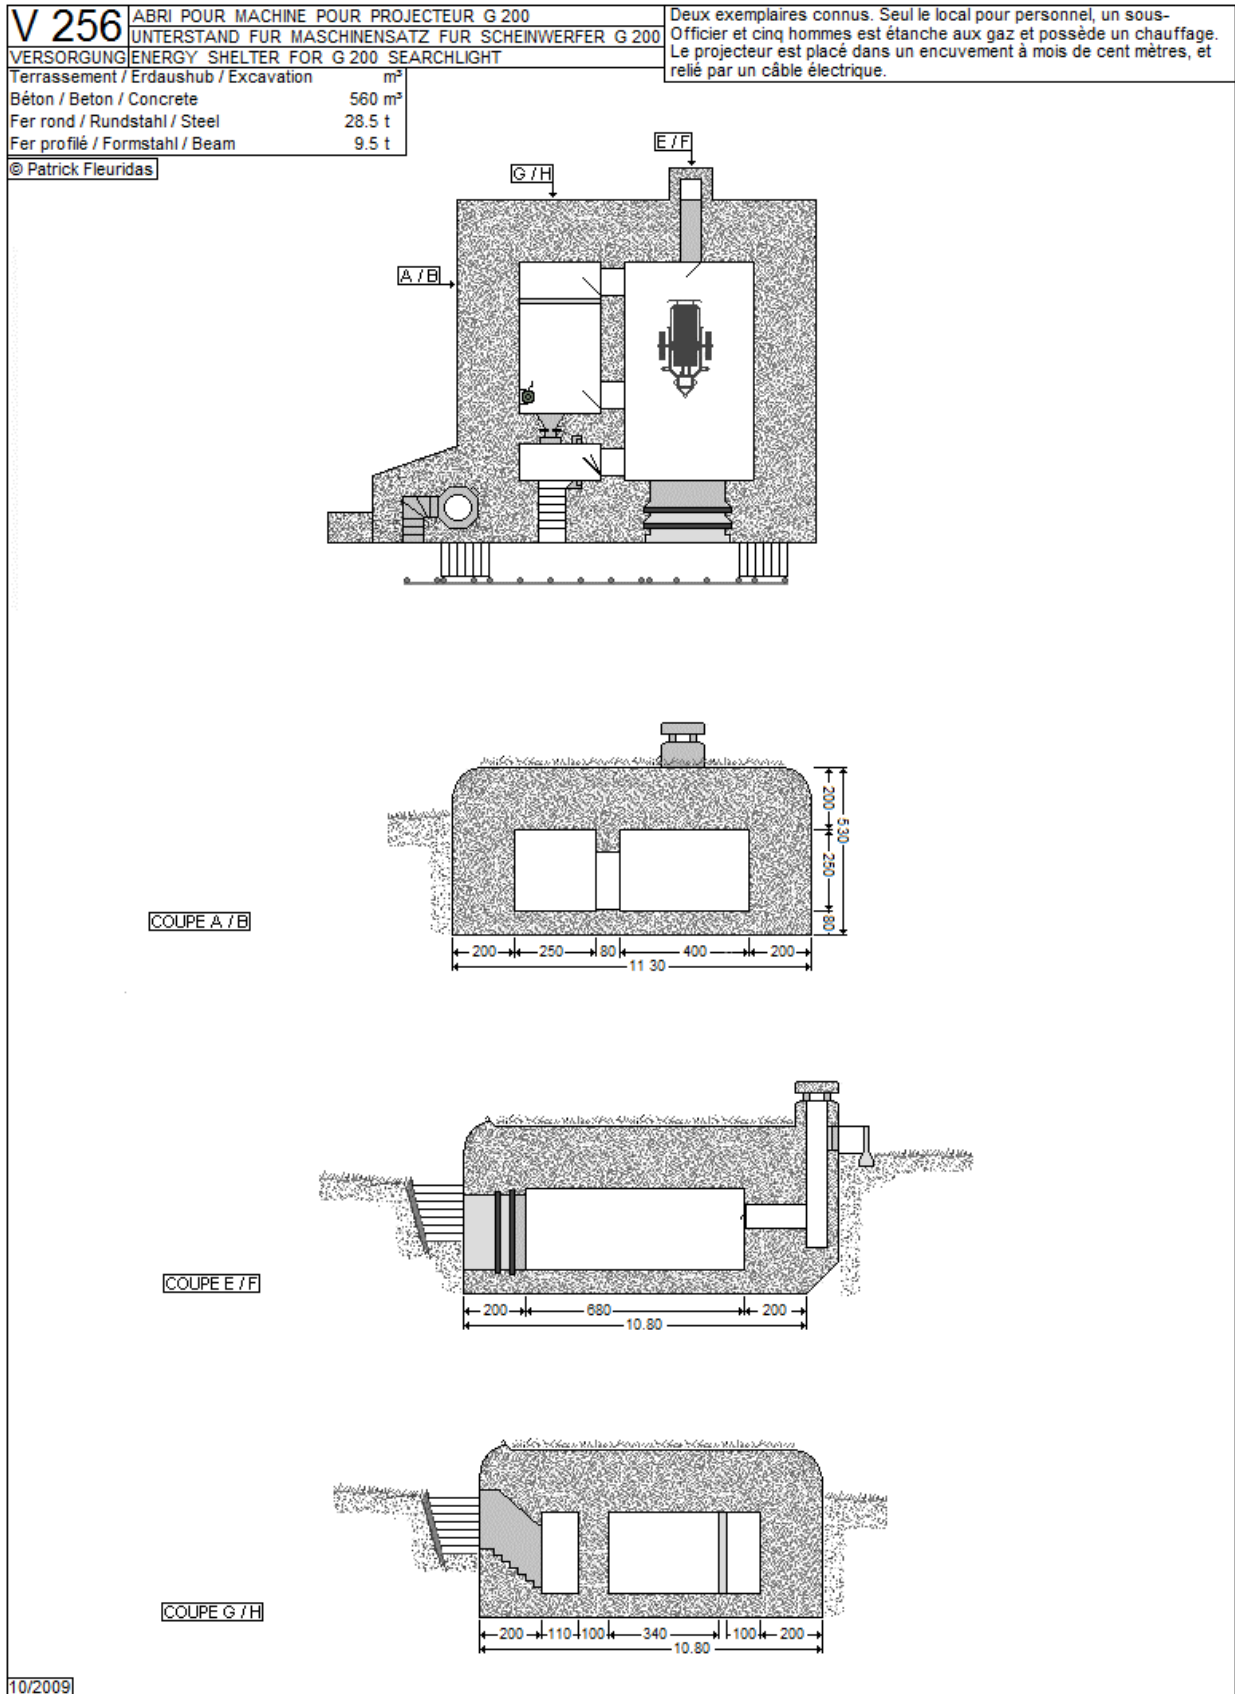 V 256
ABRI POUR MACHINE POUR PROJECTEUR G 200
UNTERSTAND FUR MASCHINENSATZ FUR SCHEINWERFER G 200
VERSORGUNG ENERGY SHELTER FOR G 200 SEARCHLIGHT
Deux exemplaires connus. Seul le local pour personnel, un sous-
Officier et cinq hommes est étanche aux gaz et possède un chauffage.
Le projecteur est placé dans un encuvement à mois de cent mètres, et
relié par un câble électrique.
Terrassement / Erdaushub / Excavation m³
Béton / Beton / Concrete 560 m³
Fer rond / Rundstahl / Steel 28.5 t
Fer profilé / Formstahl / Beam 9.5 t
© Patrick Fleuridas
E / F
G / H
A / B
200
530
250
80
COUPE A / B
200 250 80 400 200
11 30
COUPE E / F
200 680 200
10.80
COUPE G / H
200 110 100 340 100 200
10.80
10/2009